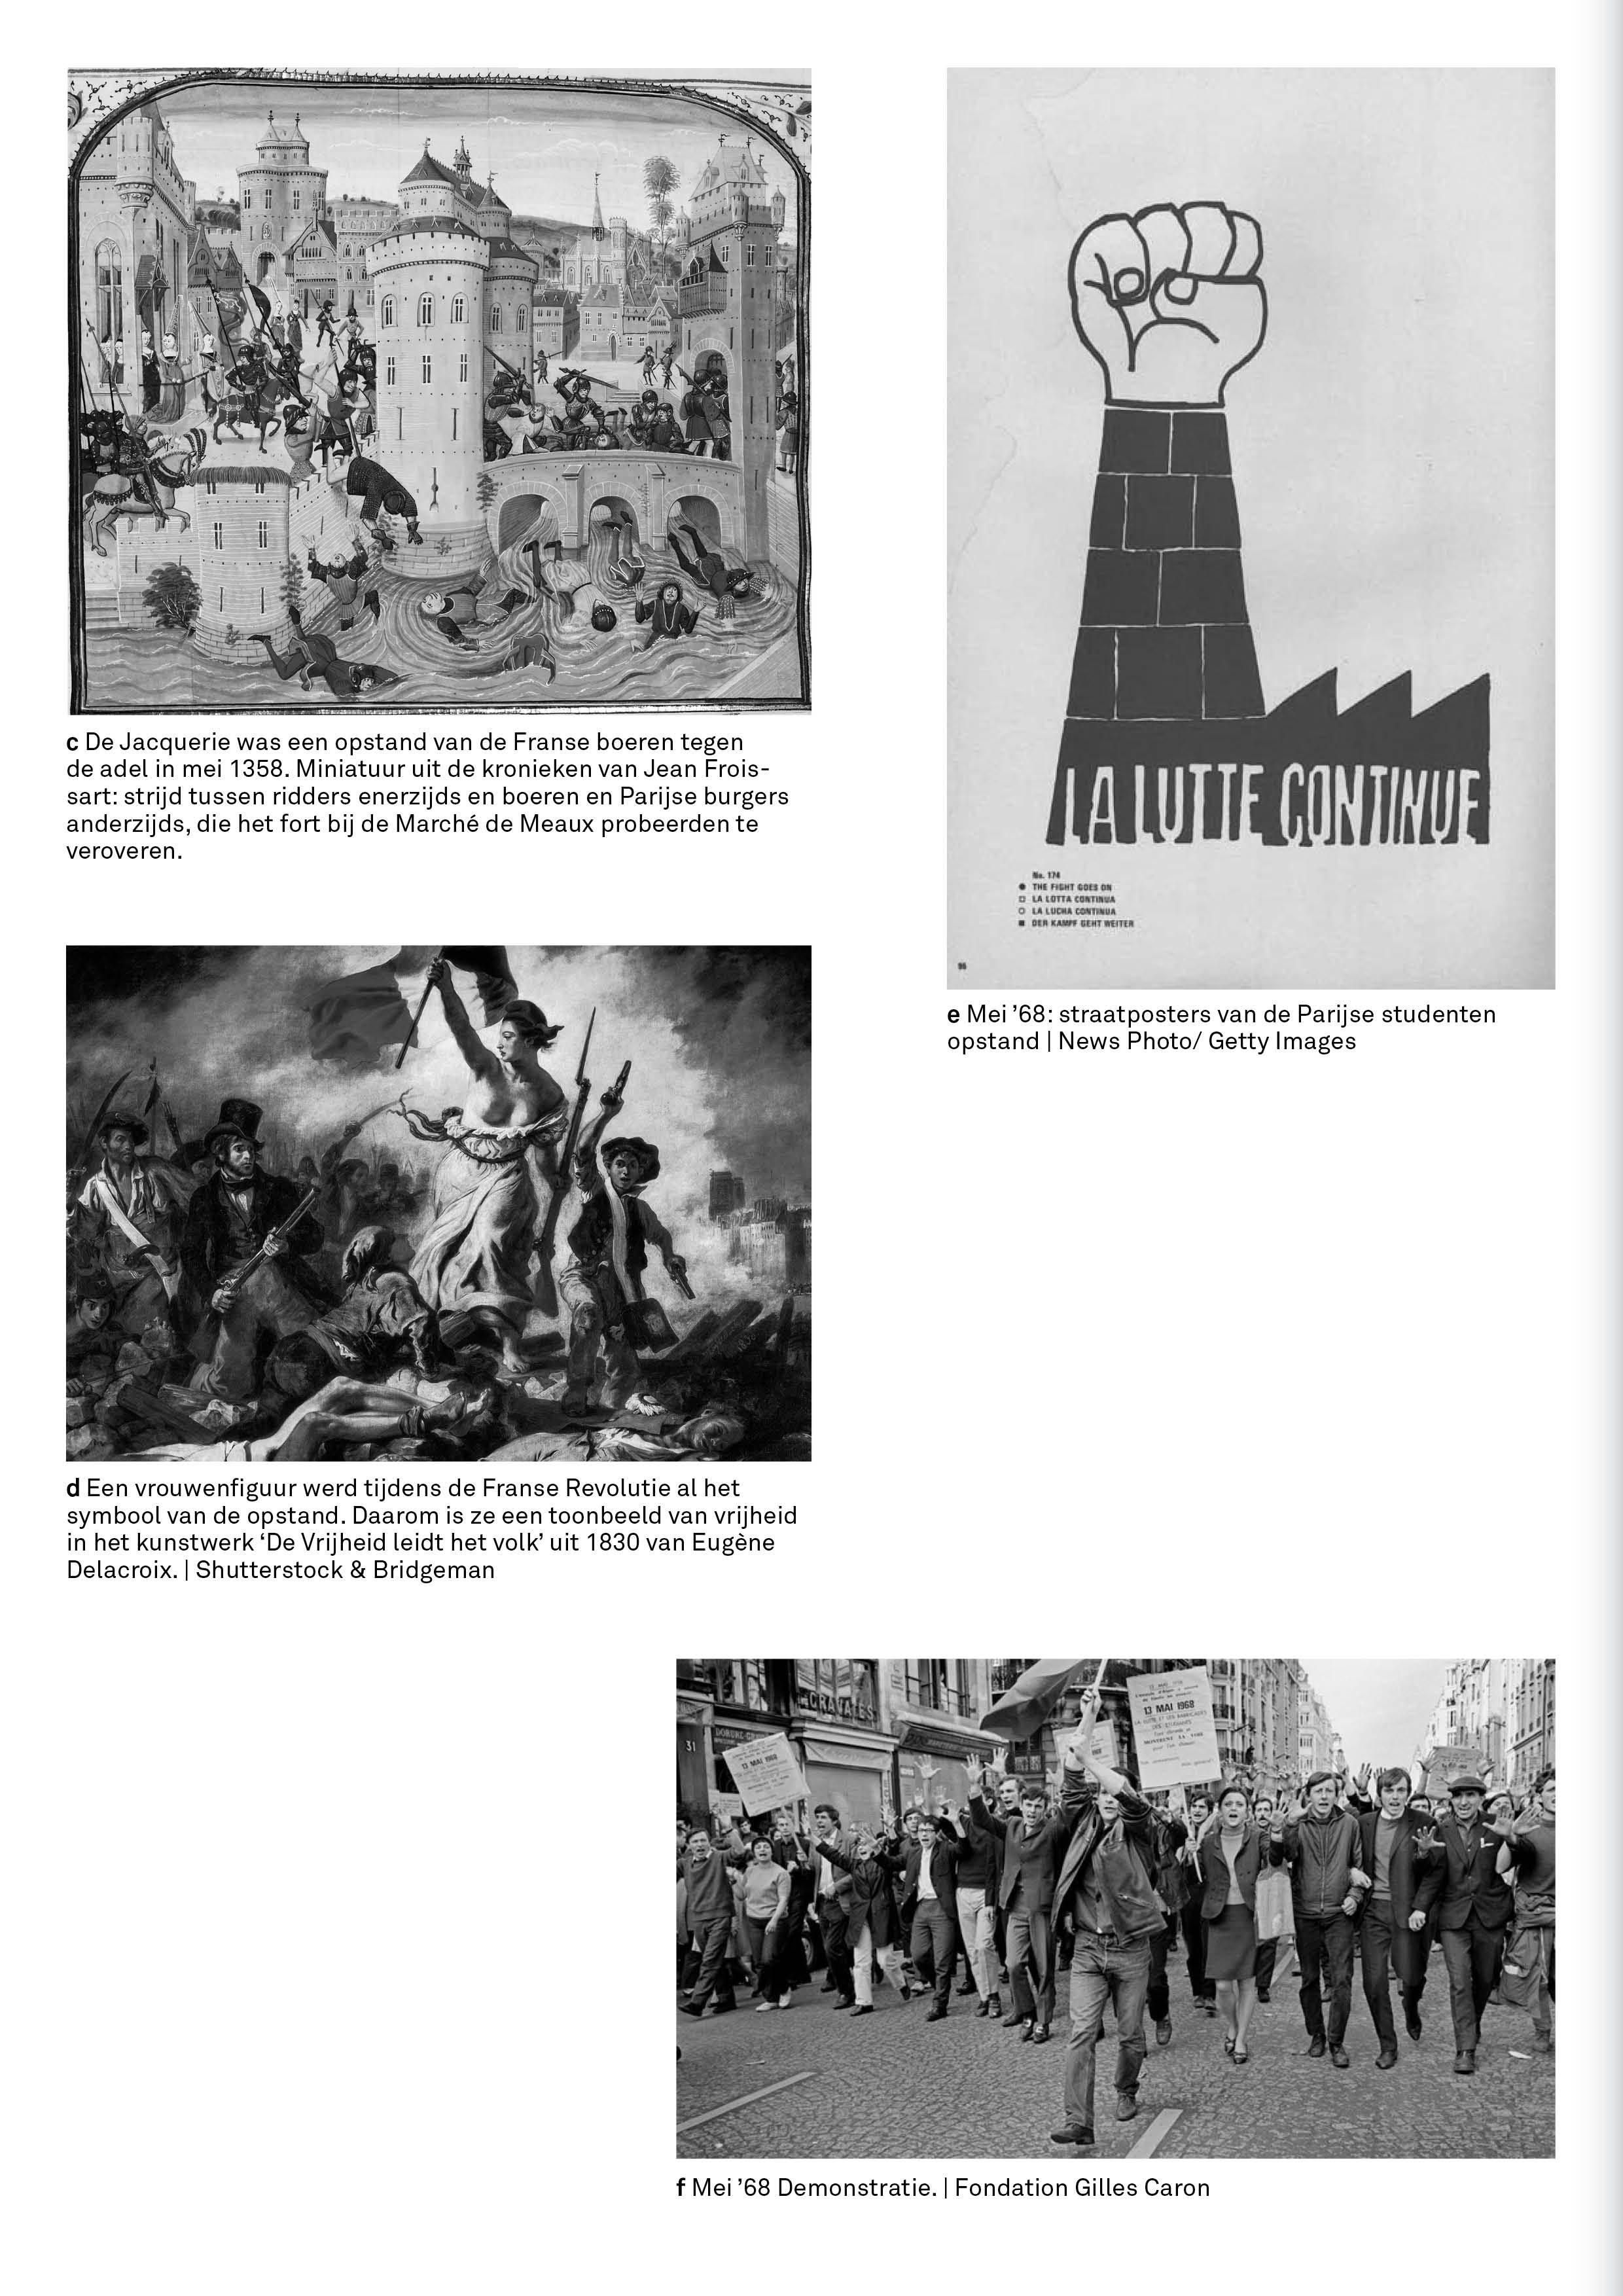 c De Jacquerie was een opstand van de Franse boeren tegen
de adel in mei 1358. Miniatuur uit de kronieken van Jean Frois-
sart: strijd tussen ridders enerzijds en boeren en Parijse burgers
anderzijds, die het fort bij de Marché de Meaux probeerden te
veroveren.
d Een vrouwenfiguur werd tijdens de Franse Revolutie al het
symbool van de opstand. Daarom is ze een toonbeeld van vrijheid
in het kunstwerk ‘De Vrijheid leidt het volk’ uit 1830 van Eugène
Delacroix. | Shutterstock & Bridgeman
LA LUTTE CONTINUE
No. 174
THE FIGHT GOES ON
LA LOTTA CONTINUA
LA LUCHA CONTINUA
DER KAMPF GEHT WEITER
96
e Mei ’68: straatposters van de Parijse studenten
opstand | News Photo/ Getty Images
CRAVATES
31
13 MAI 1968
13 MAI 1968
f Mei ’68 Demonstratie. | Fondation Gilles Caron